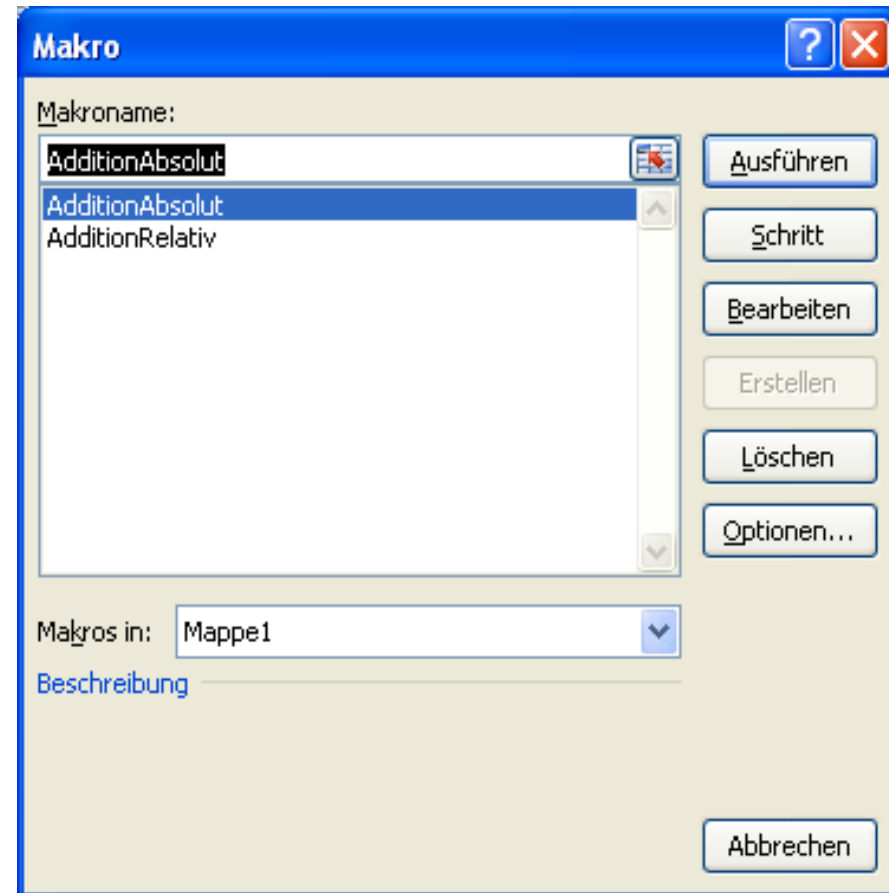 Makro
Makroname:
AdditionAbsolut
AdditionAbsolut
AdditionRelativ
Ausführen
Schritt
Bearbeiten
Erstellen
Löschen
Optionen...
Makros in: Mappe1
Beschreibung
Abbrechen